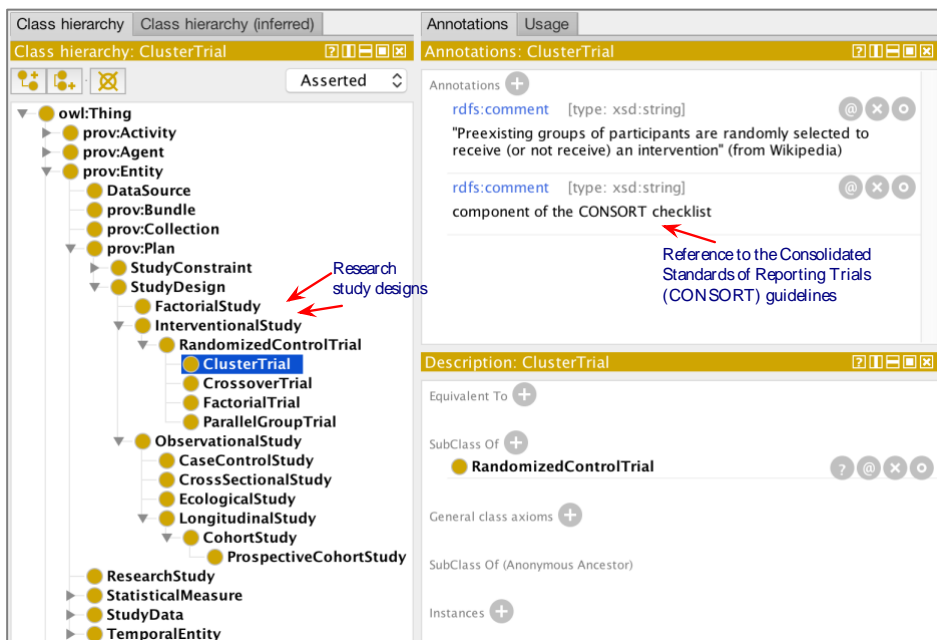 Class hierarchy Class hierarchy (inferred)
Class hierarchy: ClusterTrial
Asserted
owl:Thing
prov:Activity
prov:Agent
prov:Entity
DataSource
prov:Bundle
prov:Collection
prov:Plan
StudyConstraint
StudyDesign
FactorialStudy
InterventionalStudy
RandomizedControlTrial
ClusterTrial
CrossoverTrial
FactorialTrial
ParallelGroupTrial
ObservationalStudy
CaseControlStudy
CrossSectionalStudy
EcologicalStudy
LongitudinalStudy
CohortStudy
ProspectiveCohortStudy
ResearchStudy
StatisticalMeasure
StudyData
TemporalEntity
Research
study designs
Annotations Usage
Annotations: ClusterTrial
Annotations
rdfs:comment [type: xsd:string]
"Preexisting groups of participants are randomly selected to
receive (or not receive) an intervention" (from Wikipedia)
rdfs:comment [type: xsd:string]
component of the CONSORT checklist
Reference to the Consolidated
Standards of Reporting Trials
(CONSORT) guidelines
Description: ClusterTrial
Equivalent To
SubClass Of
RandomizedControlTrial
General class axioms
SubClass Of (Anonymous Ancestor)
Instances